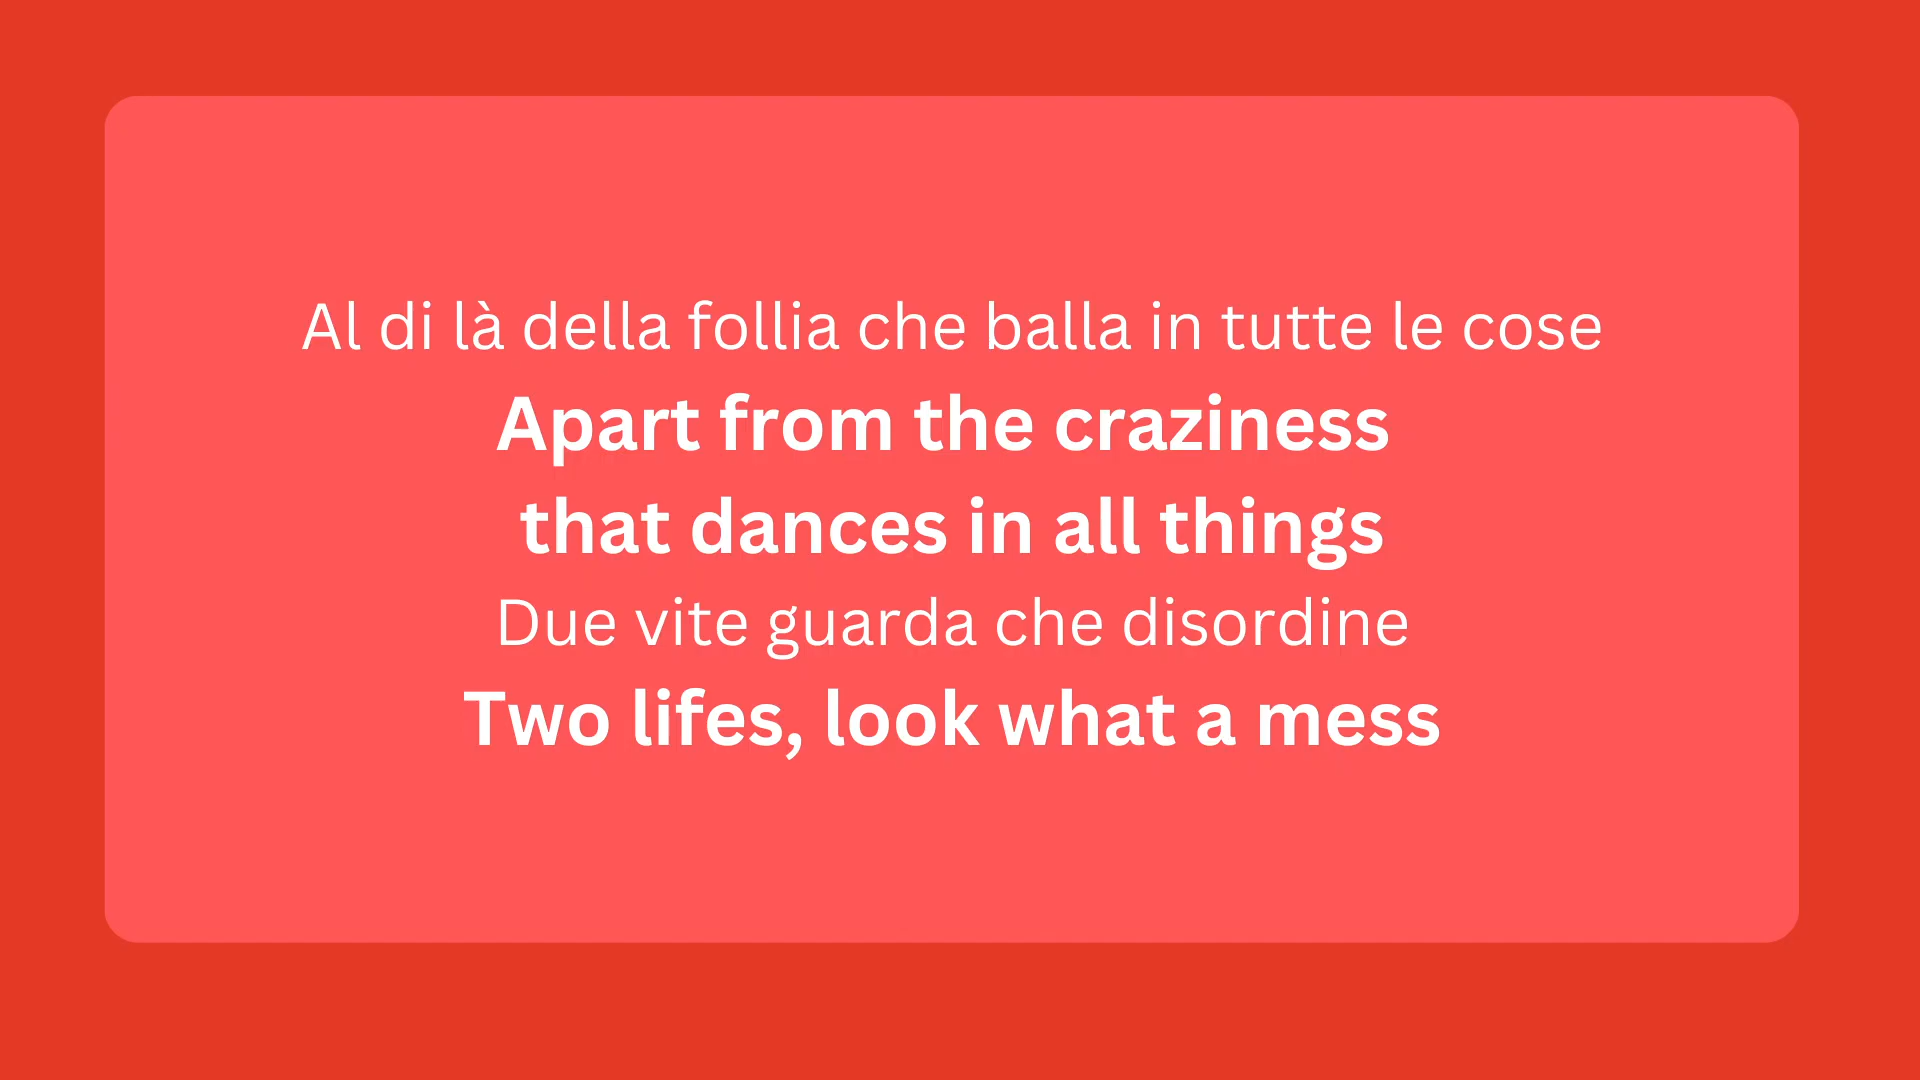 Al di là della follia che balla in tutte le cose
Apart from the craziness
that dances in all things
Due vite guarda che disordine
Two lifes, look what a mess